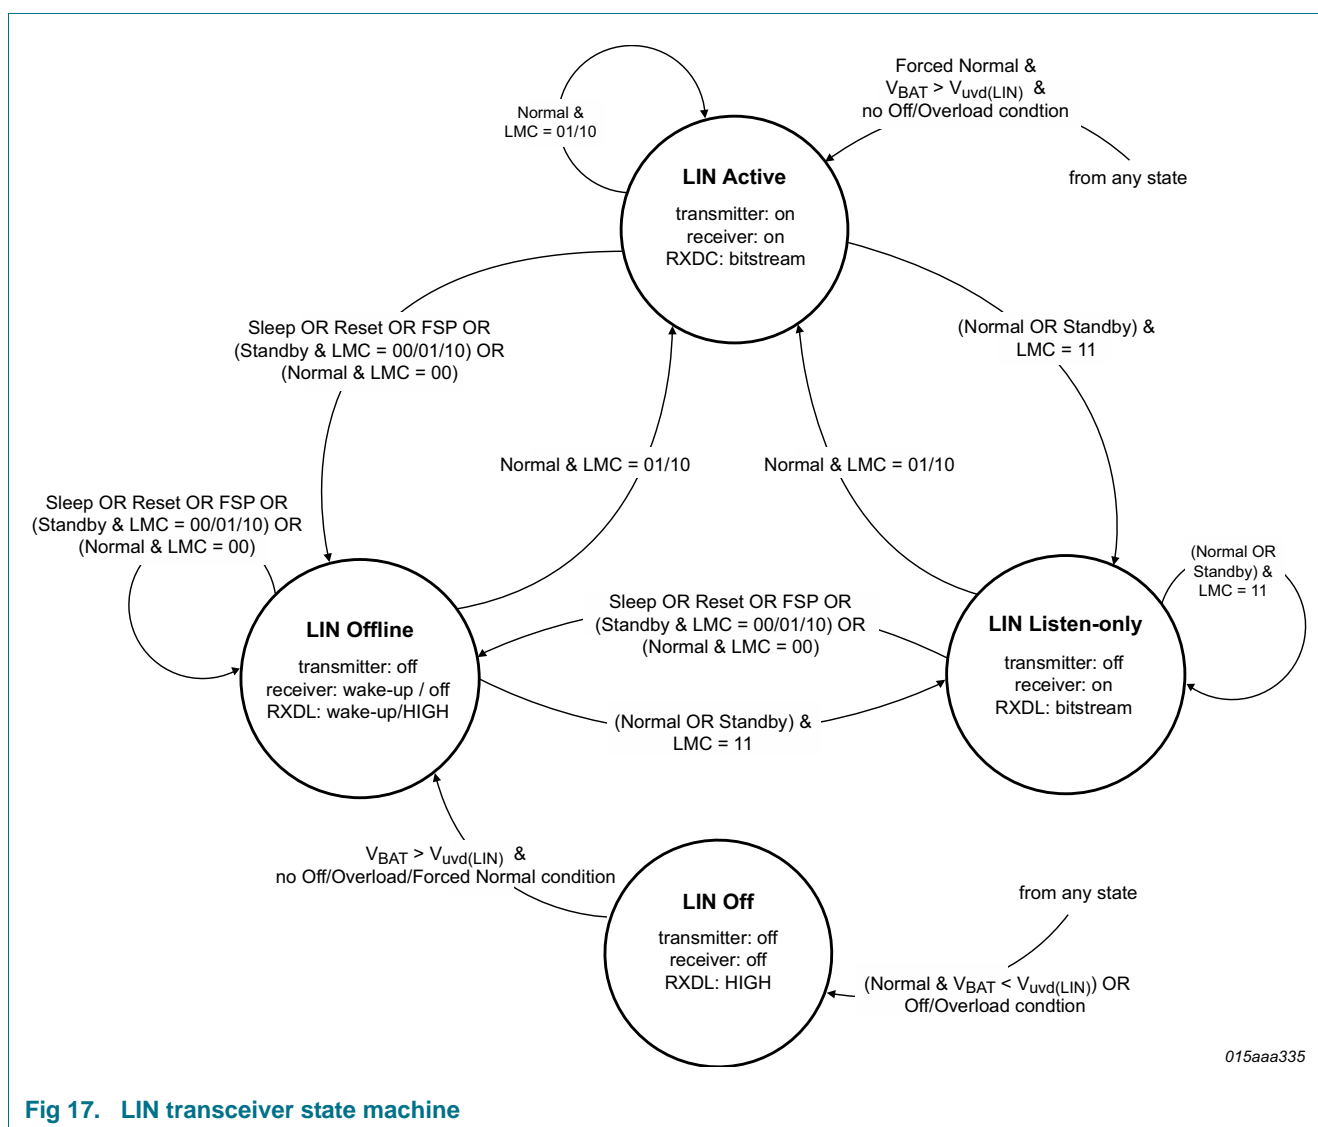 Forced Normal &
VBAT > Vuvd(LIN) &
no Off/Overload condtion
from any state
Normal &
LMC = 01/10
LIN Active
transmitter: on
receiver: on
RXDC: bitstream
Sleep OR Reset OR FSP OR
(Standby & LMC = 00/01/10) OR
(Normal & LMC = 00)
(Normal OR Standby) &
LMC = 11
Normal & LMC = 01/10
Normal & LMC = 01/10
Sleep OR Reset OR FSP OR
(Standby & LMC = 00/01/10) OR
(Normal & LMC = 00)
(Normal OR
Standby) &
LMC = 11
LIN Offline
transmitter: off
receiver: wake-up / off
RXDL: wake-up/HIGH
Sleep OR Reset OR FSP OR
(Standby & LMC = 00/01/10) OR
(Normal & LMC = 00)
LIN Listen-only
transmitter: off
receiver: on
RXDL: bitstream
(Normal OR Standby) &
LMC = 11
VBAT > Vuvd(LIN) &
no Off/Overload/Forced Normal condition
LIN Off
transmitter: off
receiver: off
RXDL: HIGH
from any state
(Normal & VBAT < Vuvd(LIN)) OR
Off/Overload condtion
015aaa335
Fig 17. LIN transceiver state machine